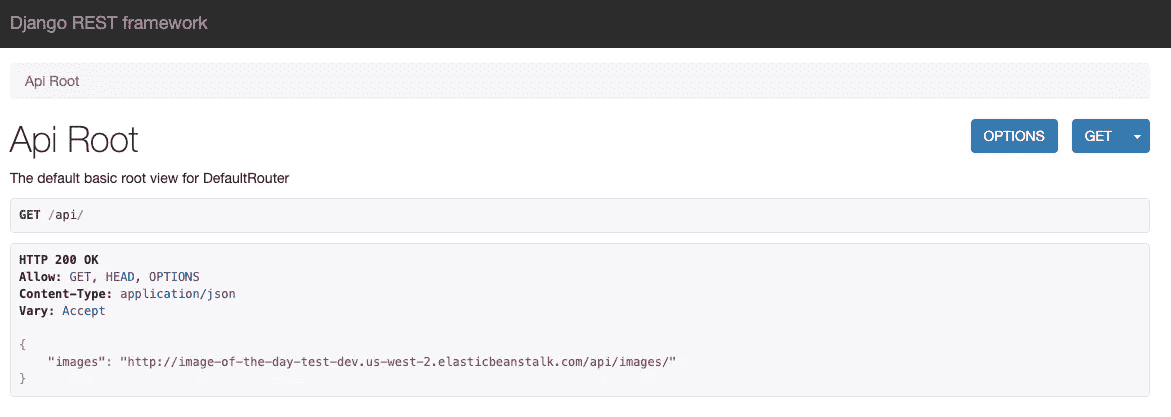 Django REST framework
Api Root
Api Root
OPTIONS
GET
The default basic root view for DefaultRouter
GET /api/
HTTP 200 OK
Allow: GET, HEAD, OPTIONS
Content-Type: application/json
Vary: Accept
{
    "images": "http://image-of-the-day-test-dev.us-west-2.elasticbeanstalk.com/api/images/"
}